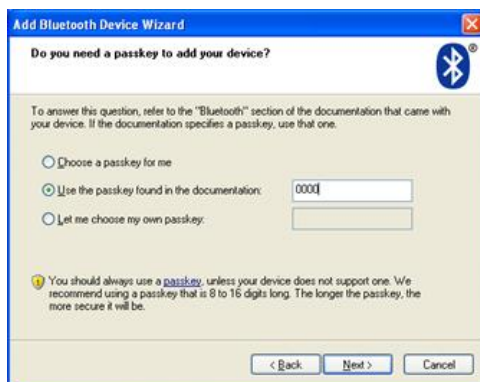 Add Bluetooth Device Wizard
Do you need a passkey to add your device?
®
To answer this question, refer to the "Bluetooth" section of the documentation that came with
your device. If the documentation specifies a passkey, use that one.
Choose a passkey for me
Use the passkey found in the documentation: 0000
Let me choose my own passkey:
You should always use a passkey, unless your device does not support one. We
recommend using a passkey that is 8 to 16 digits long. The longer the passkey, the
more secure it will be.
< Back Next > Cancel